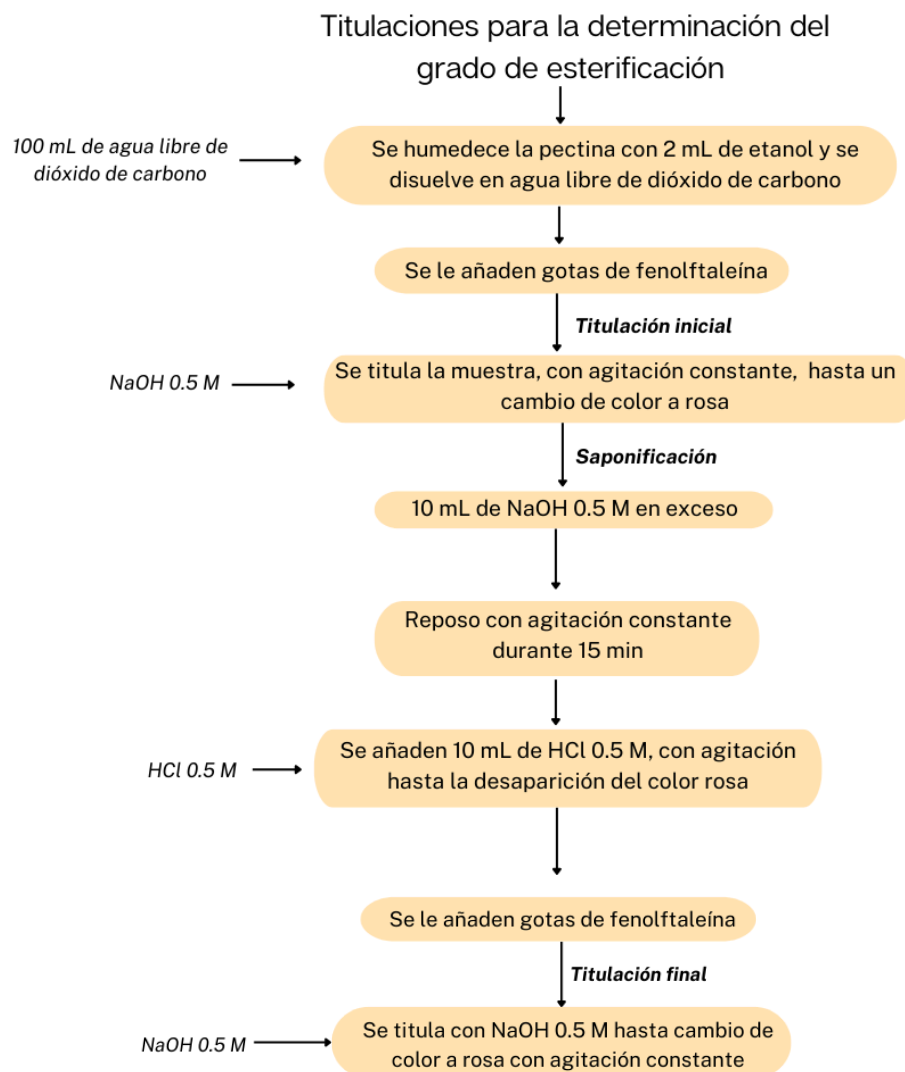 Titulaciones para la determinación del
grado de esterificación
100 mL de agua libre de
dióxido de carbono
Se humedece la pectina con 2 mL de etanol y se
disuelve en agua libre de dióxido de carbono
Se le añaden gotas de fenolftaleína
Titulación inicial
NaOH 0.5 M
Se titula la muestra, con agitación constante, hasta un
cambio de color a rosa
Saponificación
10 mL de NaOH 0.5 M en exceso
Reposo con agitación constante
durante 15 min
HCl 0.5 M
Se añaden 10 mL de HCl 0.5 M, con agitación
hasta la desaparición del color rosa
Se le añaden gotas de fenolftaleína
Titulación final
NaOH 0.5 M
Se titula con NaOH 0.5 M hasta cambio de
color a rosa con agitación constante